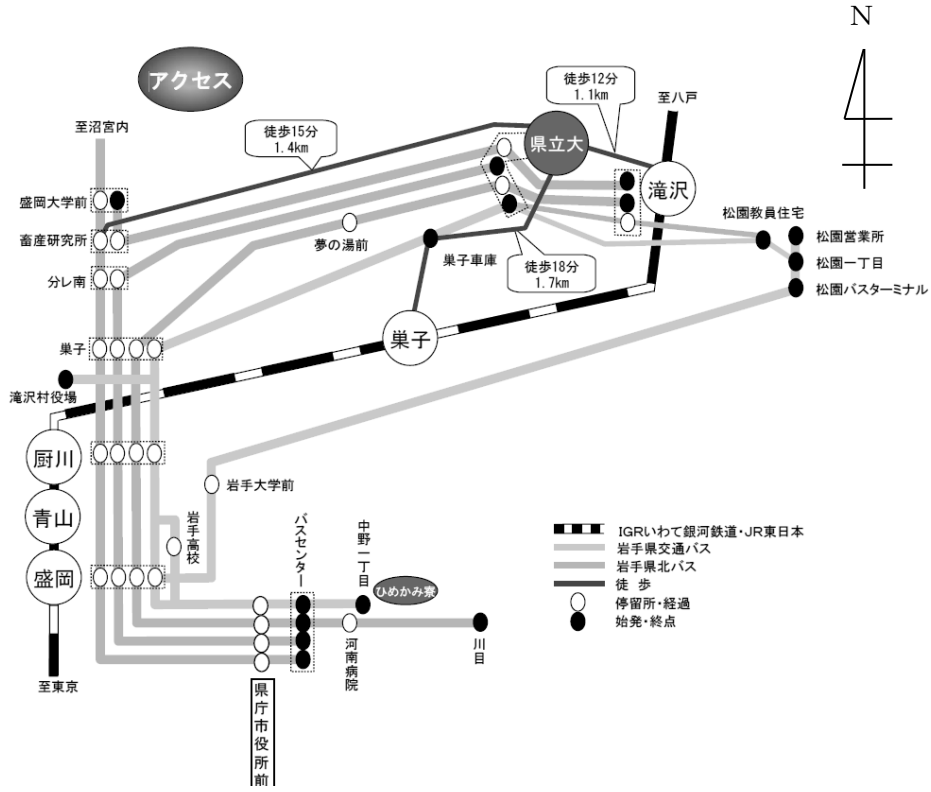 N
アクセス
徒歩12分
1.1km
至八戸
至沼宮内
徒歩15分
1.4km
県立大
滝沢
盛岡大学前
松園教員住宅
畜産研究所
夢の湯前
巣子車庫
松園営業所
松園一丁目
松園バスターミナル
徒歩18分
1.7km
分レ南
巣子
巣子
滝沢村役場
厨川
岩手大学前
青山
岩手高校
バスセンター
中野一丁目
盛岡
ひめかみ寮
IGRいわて銀河鉄道・JR東日本
岩手県交通バス
岩手県北バス
徒 歩
停留所・経過
始発・終点
河南病院
川目
至東京
県庁市役所前